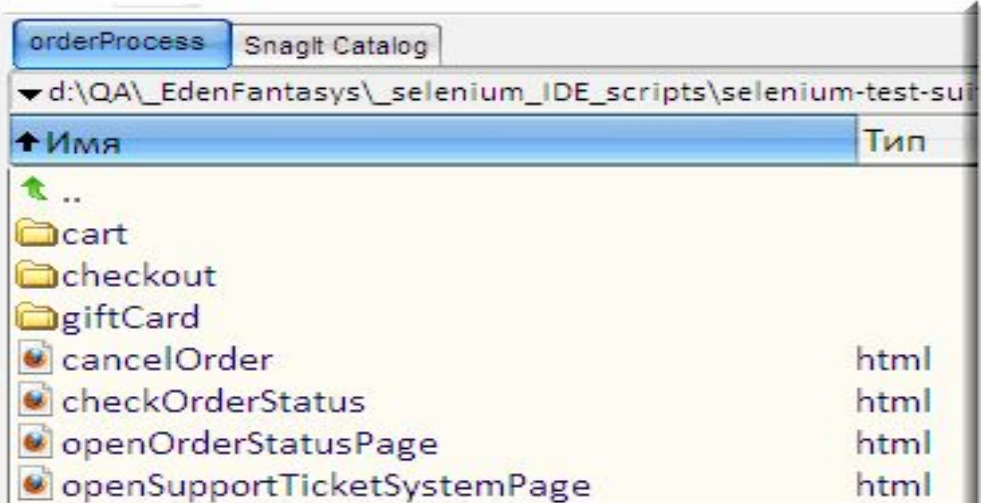 orderProcess SnagIt Catalog
d:\QA\_EdenFantasys\_selenium_IDE_scripts\selenium-test-sui
Имя Тип
..
cart
checkout
giftCard
cancelOrder html
checkOrderStatus html
openOrderStatusPage html
openSupportTicketSystemPage html